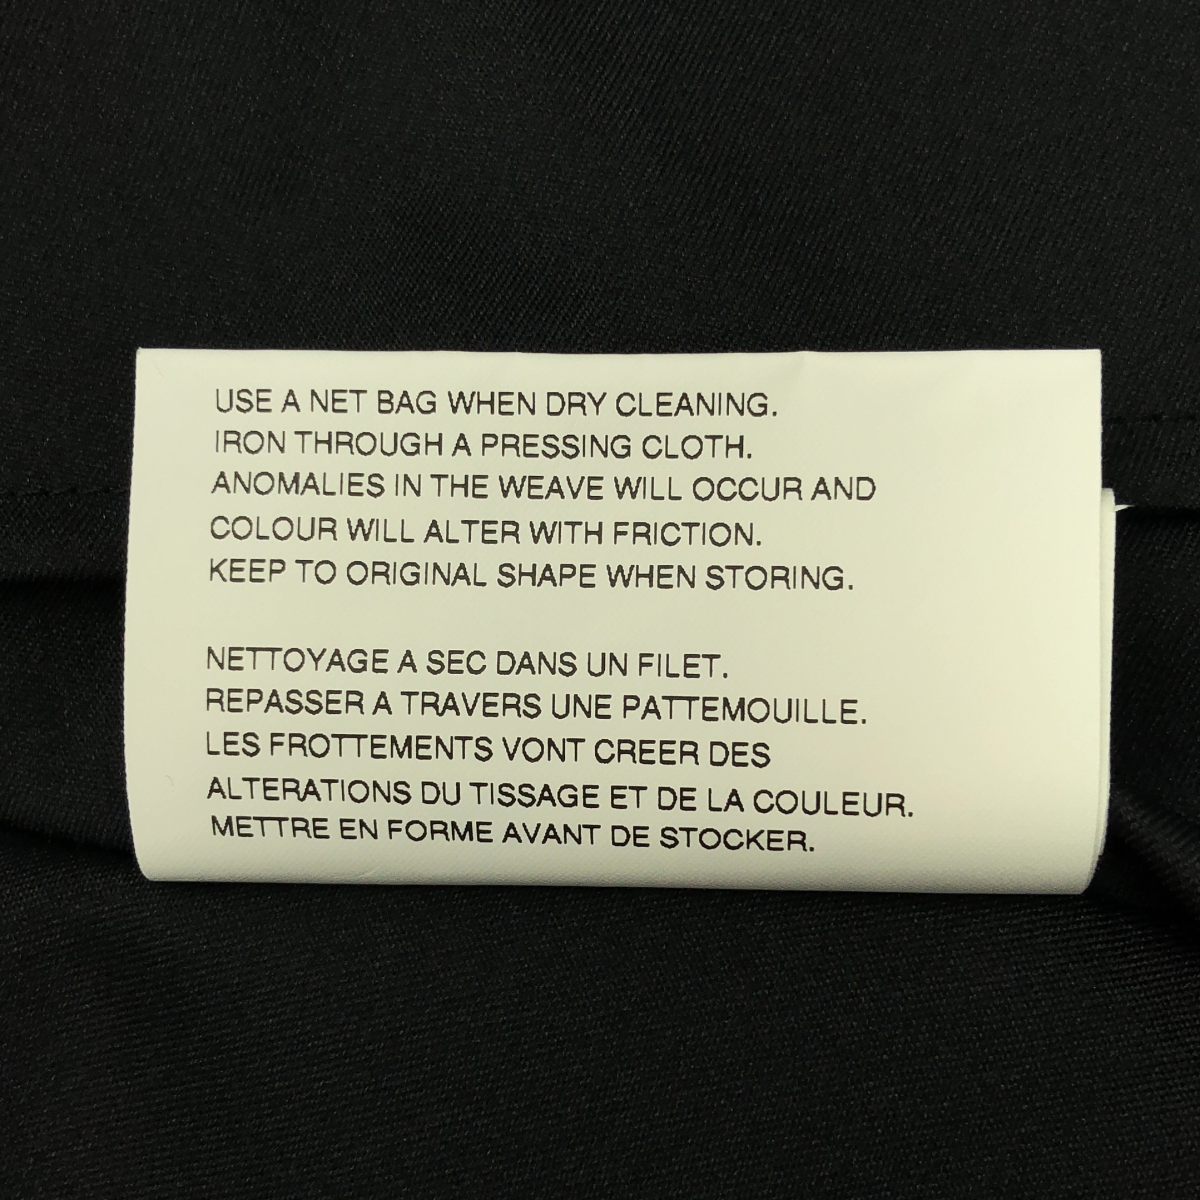 USE A NET BAG WHEN DRY CLEANING.
IRON THROUGH A PRESSING CLOTH.
ANOMALIES IN THE WEAVE WILL OCCUR AND
COLOUR WILL ALTER WITH FRICTION.
KEEP TO ORIGINAL SHAPE WHEN STORING.
NETTOYAGE A SEC DANS UN FILET.
REPASSER A TRAVERS UNE PATTEMOUILLE.
LES FROTTEMENTS VONT CREER DES
ALTERATIONS DU TISSAGE ET DE LA COULEUR.
METTRE EN FORME AVANT DE STOCKER.